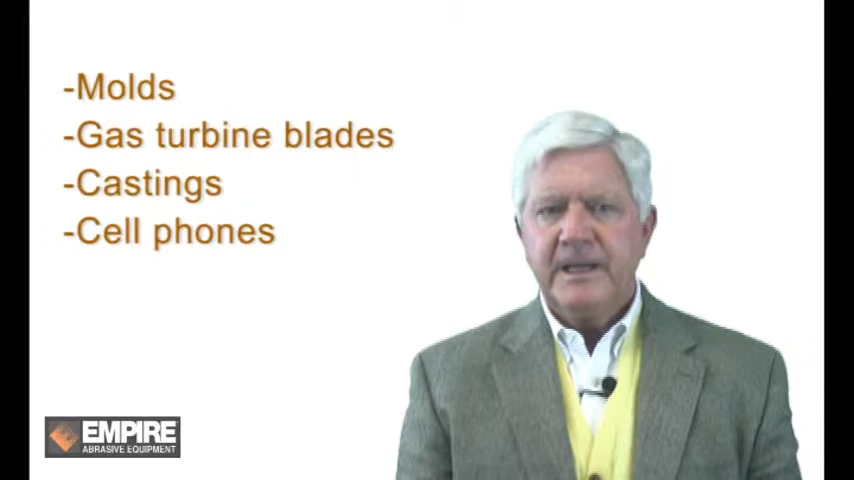 -Molds
-Gas turbine blades
-Castings
-Cell phones
EMPIRE
ABRASIVE EQUIPMENT